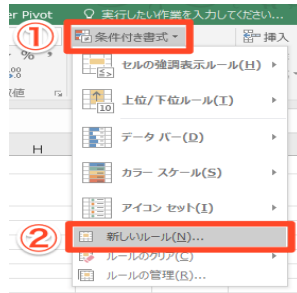 er Pivot 実行したい作業を入力してください...
① 条件付き書式 挿入
% ,
セルの強調表示ルール(H)
上位/下位ルール(T)
データ バー(D)
H
カラー スケール(S)
アイコン セット(I)
② 新しいルール(N)...
ルールのクリア(C)
ルールの管理(R)...